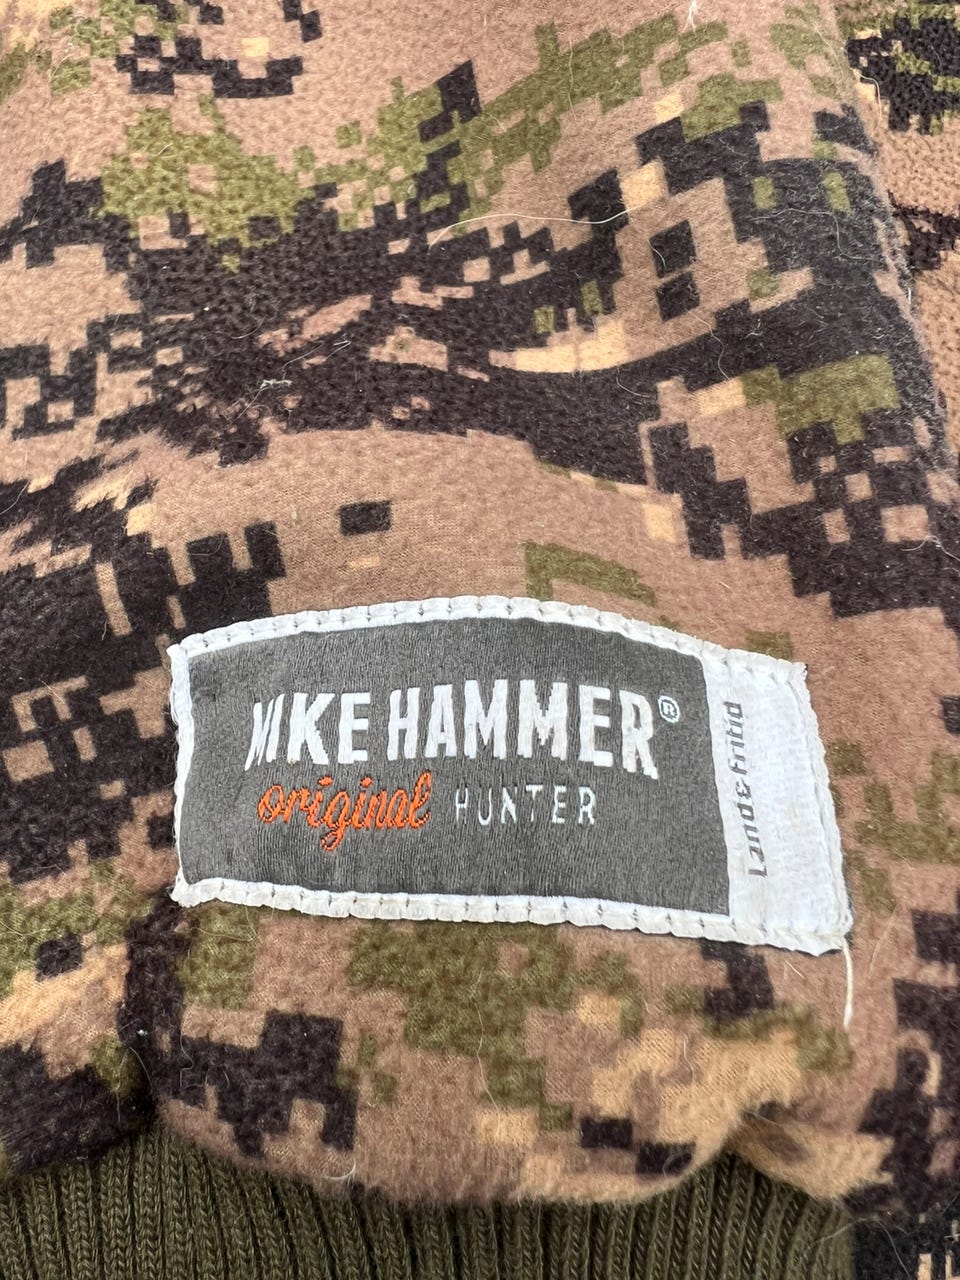 MIKE HAMMER®
original HUNTER
Land&Fritid